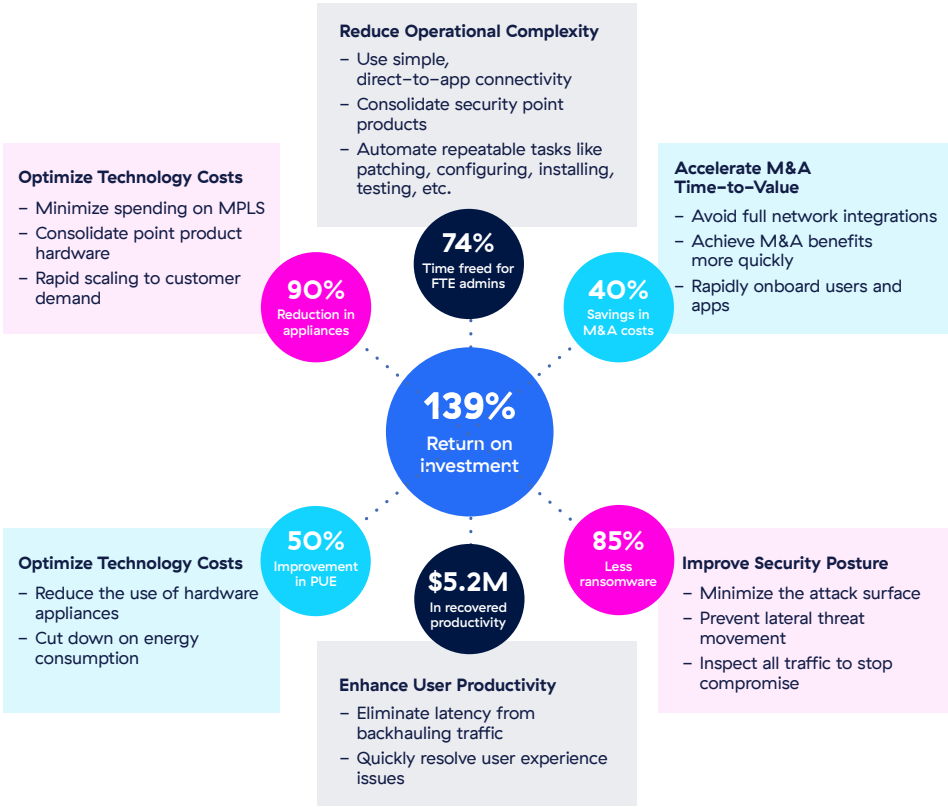 Reduce Operational Complexity
– Use simple,
direct-to-app connectivity
– Consolidate security point
products
– Automate repeatable tasks like
patching, configuring, installing,
testing, etc.
74%
Time freed for
FTE admins
Optimize Technology Costs
– Minimize spending on MPLS
– Consolidate point product
hardware
– Rapid scaling to customer
demand
90%
Reduction in
appliances
Accelerate M&A
Time-to-Value
– Avoid full network integrations
– Achieve M&A benefits
more quickly
– Rapidly onboard users and
apps
40%
Savings in
M&A costs
139%
Return on
investment
Optimize Technology Costs
– Reduce the use of hardware
appliances
– Cut down on energy
consumption
50%
Improvement
in PUE
$5.2M
In recovered
productivity
Enhance User Productivity
– Eliminate latency from
backhauling traffic
– Quickly resolve user experience
issues
85%
Less
ransomware
Improve Security Posture
– Minimize the attack surface
– Prevent lateral threat
movement
– Inspect all traffic to stop
compromise